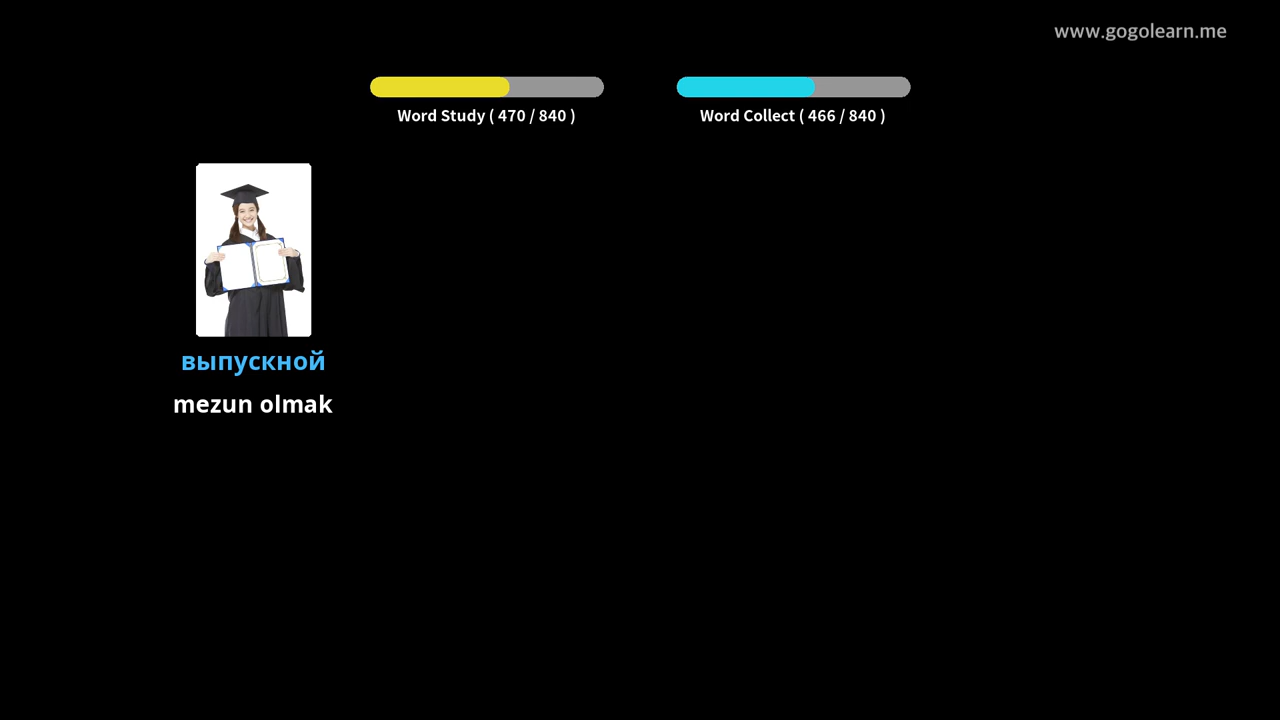 www.gogolearn.me
Word Study ( 470 / 840 )
Word Collect ( 466 / 840 )
выпускной
mezun olmak